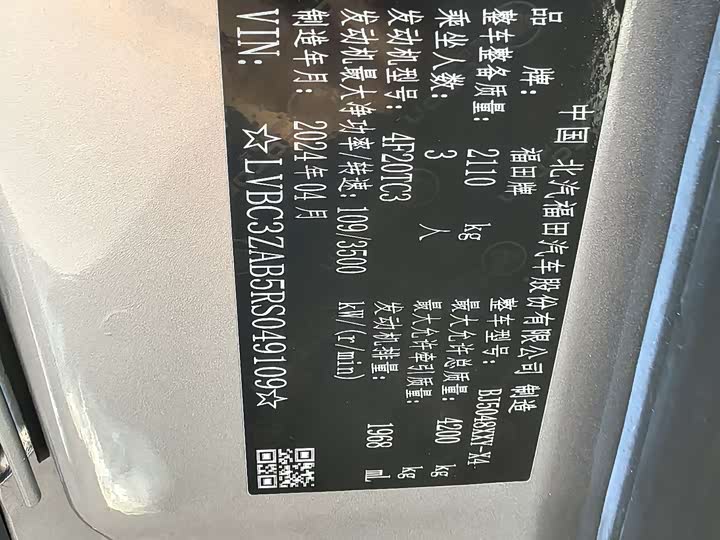 中国 北汽福田汽车股份有限公司 制造
品 牌: 福田牌 整车型号: BJ5048XXY-X4
整车整备质量: 2110 kg 最大允许总质量: 4200 kg
乘坐人数: 3 人 最大允许牵引质量: kg
发动机型号: 4F20TC3 发动机排量: 1968 mL
发动机最大净功率/转速: 109/3500 kW/(r/min)
制造年月: 2024年04月
VIN: ☆LVBC3ZAB5RS049109☆